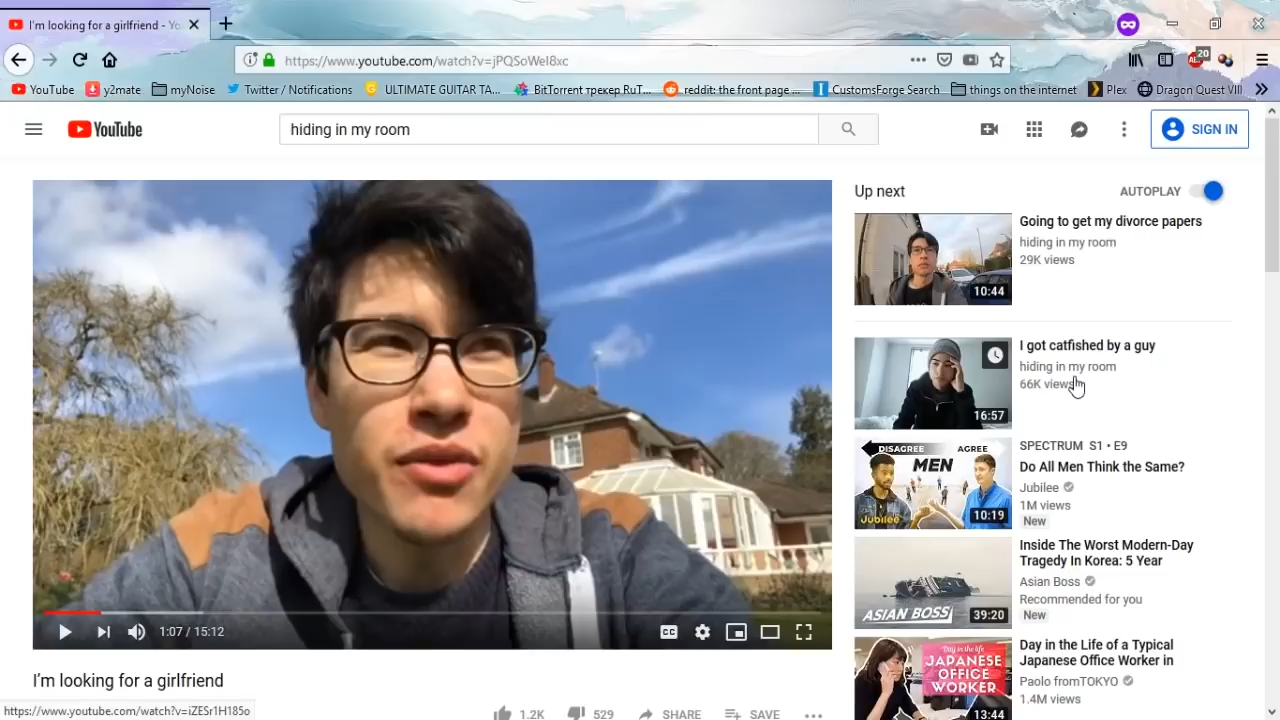 I'm looking for a girlfriend - Yo
20
https://www.youtube.com/watch?v=jPQSoWeI8xc
YouTube
y2mate
myNoise
Twitter / Notifications
ULTIMATE GUITAR TA...
BitTorrent трекер RuT...
reddit: the front page ...
CustomsForge Search
things on the internet
Plex
Dragon Quest VIII
YouTube
hiding in my room
SIGN IN
Up next
AUTOPLAY
Going to get my divorce papers
hiding in my room
29K views
10:44
I got catfished by a guy
hiding in my room
66K views
16:57
DISAGREE AGREE
MEN
Jubilee
10:19
SPECTRUM S1 • E9
Do All Men Think the Same?
Jubilee
1M views
New
ASIAN BOSS
39:20
Inside The Worst Modern-Day
Tragedy In Korea: 5 Year
Asian Boss
Recommended for you
New
Day in the life
JAPANESE
OFFICE
WORKER
13:44
Day in the Life of a Typical
Japanese Office Worker in
Paolo fromTOKYO
1.4M views
1:07 / 15:12
CC
I'm looking for a girlfriend
1.2K
529
SHARE
SAVE
https://www.youtube.com/watch?v=iZESr1H185o